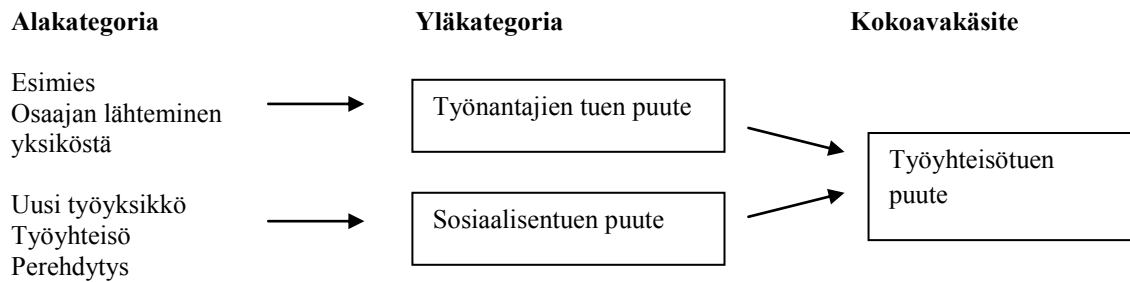 Alakategoria Yläkategoria Kokoavakäsite
Esimies
Osaajan lähteminen
yksiköstä
Työnantajien tuen puute
Uusi työyksikkö
Työyhteisö
Perehdytys
Sosiaalisentuen puute
Työyhteisötuen
puute